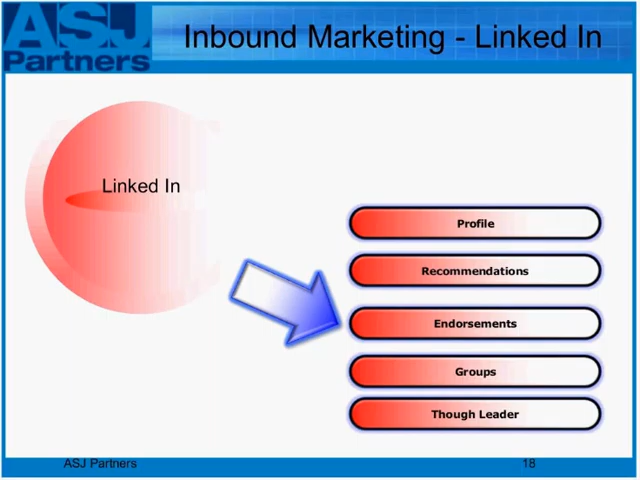 ASJ
Partners
Inbound Marketing - Linked In
Linked In
Profile
Recommendations
Endorsements
Groups
Though Leader
ASJ Partners
18